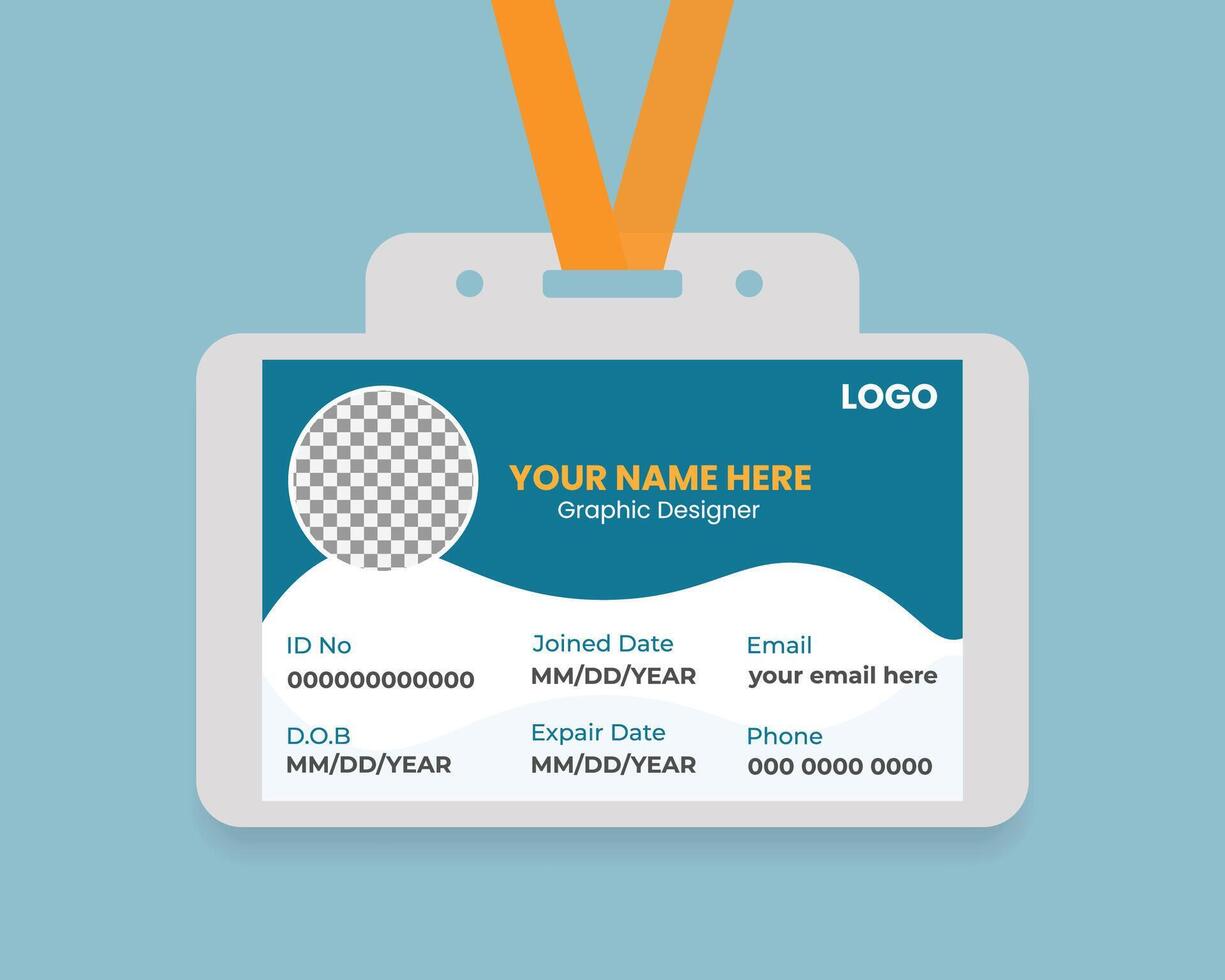 LOGO
YOUR NAME HERE
Graphic Designer
ID No
000000000000
Joined Date
MM/DD/YEAR
Email
your email here
D.O.B
MM/DD/YEAR
Expair Date
MM/DD/YEAR
Phone
000 0000 0000